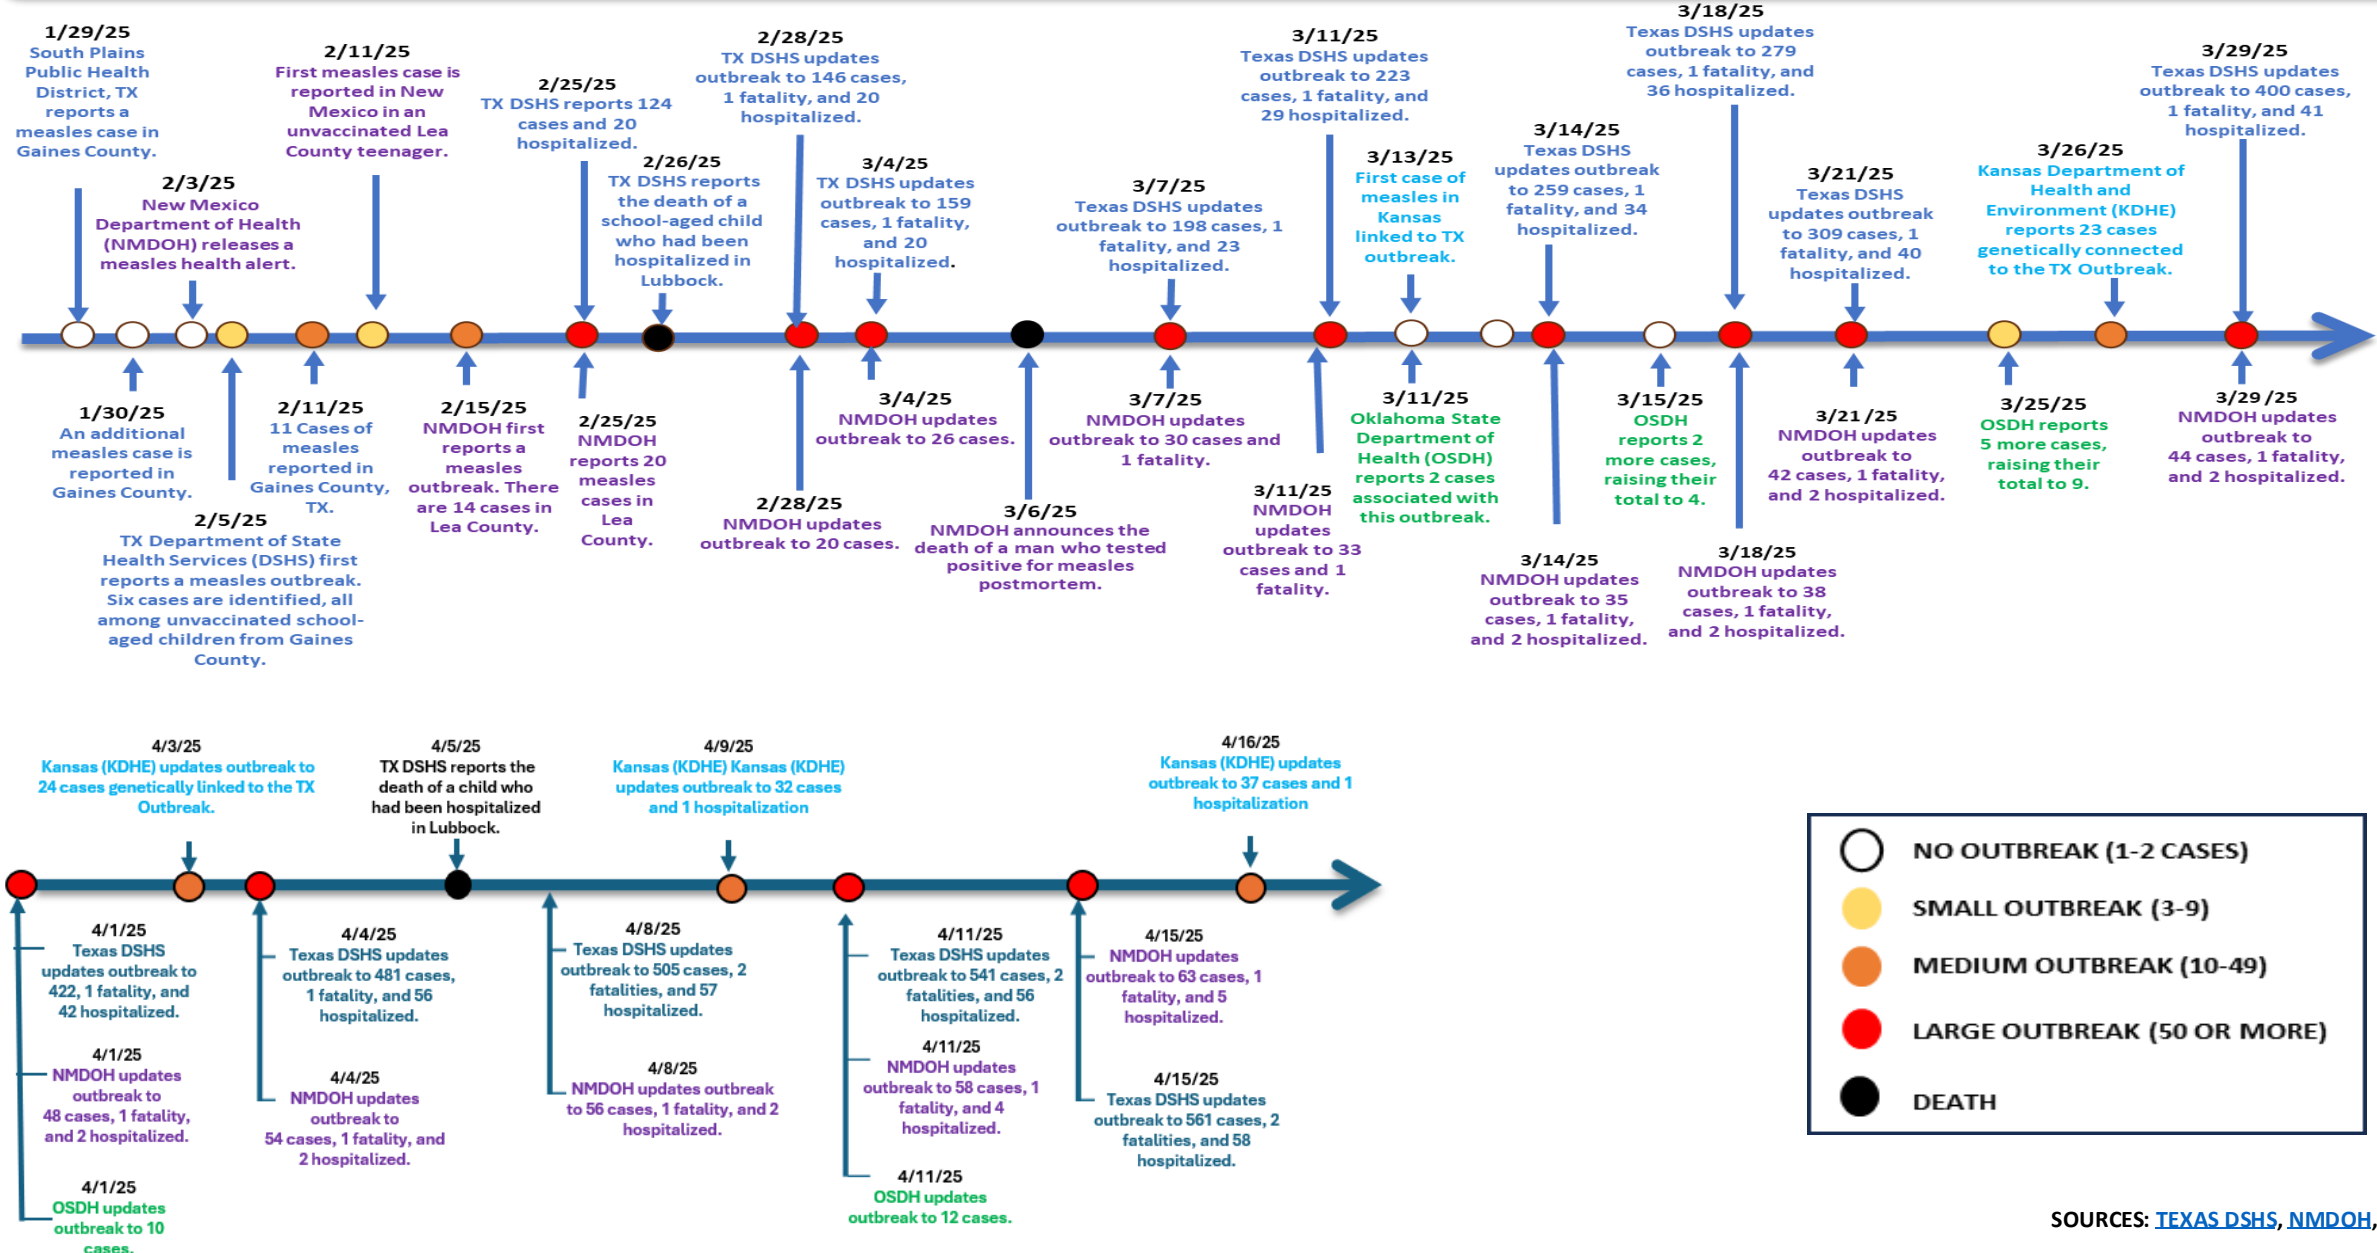 1/29/25
South Plains
Public Health
District, TX
reports a
measles case in
Gaines County.
2/3/25
New Mexico
Department of Health
(NMDOH) releases a
measles health alert.
2/11/25
First measles case is
reported in New
Mexico in an
unvaccinated Lea
County teenager.
2/25/25
TX DSHS reports 124
cases and 20
hospitalized.
2/26/25
TX DSHS reports
the death of a
school-aged child
who had been
hospitalized in
Lubbock.
2/28/25
TX DSHS updates
outbreak to 146 cases,
1 fatality, and 20
hospitalized.
3/4/25
TX DSHS updates
outbreak to 159
cases, 1 fatality,
and 20
hospitalized.
3/7/25
Texas DSHS updates
outbreak to 198 cases, 1
fatality, and 23
hospitalized.
3/11/25
Texas DSHS updates
outbreak to 223
cases, 1 fatality, and
29 hospitalized.
3/13/25
First case of
measles in
Kansas
linked to TX
outbreak.
3/14/25
Texas DSHS
updates outbreak
to 259 cases, 1
fatality, and 34
hospitalized.
3/18/25
Texas DSHS updates
outbreak to 279
cases, 1 fatality, and
36 hospitalized.
3/21/25
Texas DSHS
updates outbreak
to 309 cases, 1
fatality, and 40
hospitalized.
3/26/25
Kansas Department of
Health and
Environment (KDHE)
reports 23 cases
genetically connected
to the TX Outbreak.
3/29/25
Texas DSHS updates
outbreak to 400 cases,
1 fatality, and 41
hospitalized.
1/30/25
An additional
measles case is
reported in
Gaines County.
2/5/25
TX Department of State
Health Services (DSHS) first
reports a measles outbreak.
Six cases are identified, all
among unvaccinated school-
aged children from Gaines
County.
2/11/25
11 Cases of
measles
reported in
Gaines County,
TX.
2/15/25
NMDOH first
reports a
measles
outbreak. There
are 14 cases in
Lea County.
2/25/25
NMDOH
reports 20
measles
cases in
Lea
County.
2/28/25
NMDOH updates
outbreak to 20 cases.
3/4/25
NMDOH updates
outbreak to 26 cases.
3/6/25
NMDOH announces the
death of a man who tested
positive for measles
postmortem.
3/7/25
NMDOH updates
outbreak to 30 cases and
1 fatality.
3/11/25
NMDOH
updates
outbreak to 33
cases and 1
fatality.
3/11/25
Oklahoma State
Department of
Health (OSDH)
reports 2 cases
associated with
this outbreak.
3/14/25
NMDOH updates
outbreak to 35
cases, 1 fatality,
and 2 hospitalized.
3/15/25
OSDH
reports 2
more cases,
raising their
total to 4.
3/18/25
NMDOH updates
outbreak to 38
cases, 1 fatality,
and 2 hospitalized.
3/21/25
NMDOH updates
outbreak to
42 cases, 1 fatality,
and 2 hospitalized.
3/25/25
OSDH reports
5 more cases,
raising their
total to 9.
3/29/25
NMDOH updates
outbreak to
44 cases, 1 fatality,
and 2 hospitalized.
4/3/25
Kansas (KDHE) updates outbreak to
24 cases genetically linked to the TX
Outbreak.
4/5/25
TX DSHS reports the
death of a child who
had been hospitalized
in Lubbock.
4/9/25
Kansas (KDHE) Kansas (KDHE)
updates outbreak to 32 cases
and 1 hospitalization
4/16/25
Kansas (KDHE) updates
outbreak to 37 cases and 1
hospitalization
4/1/25
Texas DSHS
updates outbreak to
422, 1 fatality, and
42 hospitalized.
4/1/25
NMDOH updates
outbreak to
48 cases, 1 fatality,
and 2 hospitalized.
4/1/25
OSDH updates
outbreak to 10
cases.
4/4/25
Texas DSHS updates
outbreak to 481 cases,
1 fatality, and 56
hospitalized.
4/4/25
NMDOH updates
outbreak to
54 cases, 1 fatality, and
2 hospitalized.
4/8/25
Texas DSHS updates
outbreak to 505 cases, 2
fatalities, and 57
hospitalized.
4/8/25
NMDOH updates outbreak
to 56 cases, 1 fatality, and 2
hospitalized.
4/11/25
Texas DSHS updates
outbreak to 541 cases, 2
fatalities, and 56
hospitalized.
4/11/25
NMDOH updates
outbreak to 58 cases, 1
fatality, and 4
hospitalized.
4/11/25
OSDH updates
outbreak to 12 cases.
4/15/25
NMDOH updates
outbreak to 63 cases, 1
fatality, and 5
hospitalized.
4/15/25
Texas DSHS updates
outbreak to 561 cases, 2
fatalities, and 58
hospitalized.
NO OUTBREAK (1-2 CASES)
SMALL OUTBREAK (3-9)
MEDIUM OUTBREAK (10-49)
LARGE OUTBREAK (50 OR MORE)
DEATH
SOURCES: TEXAS DSHS, NMDOH,